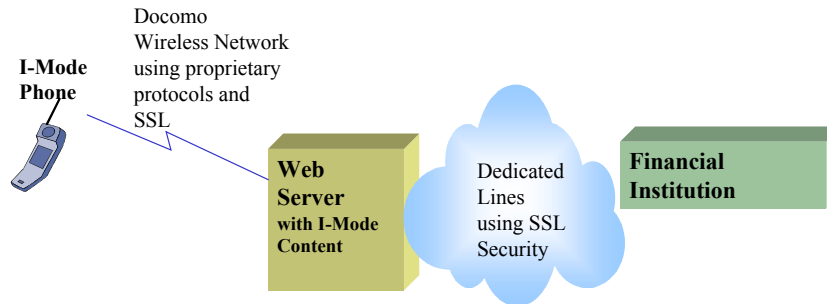 Docomo
Wireless Network
using proprietary
protocols and
SSL
I-Mode
Phone
Web
Server
with I-Mode
Content
Dedicated
Lines
using SSL
Security
Financial
Institution